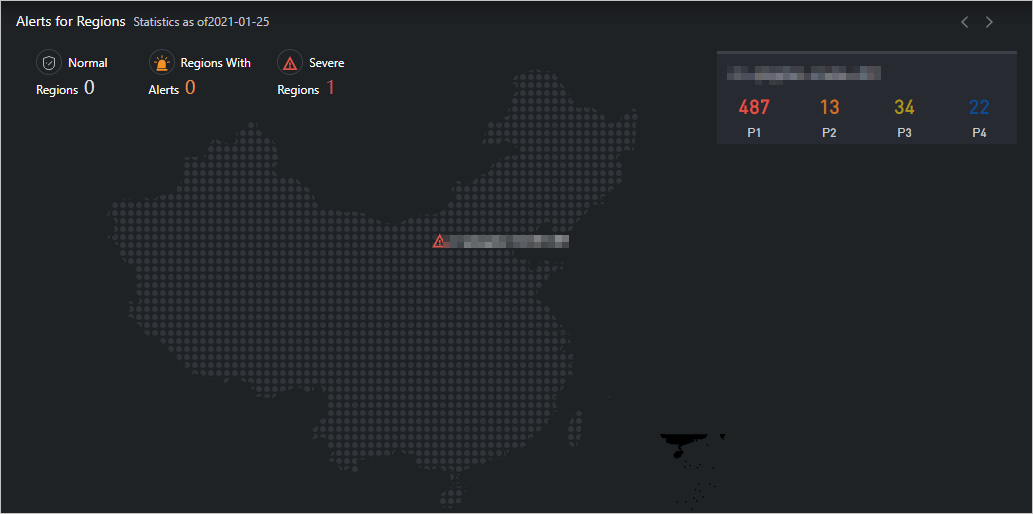 Alerts for Regions Statistics as of2021-01-25
Normal
Regions 0
Regions With
Alerts 0
Severe
Regions 1
487 13 34 22
P1 P2 P3 P4